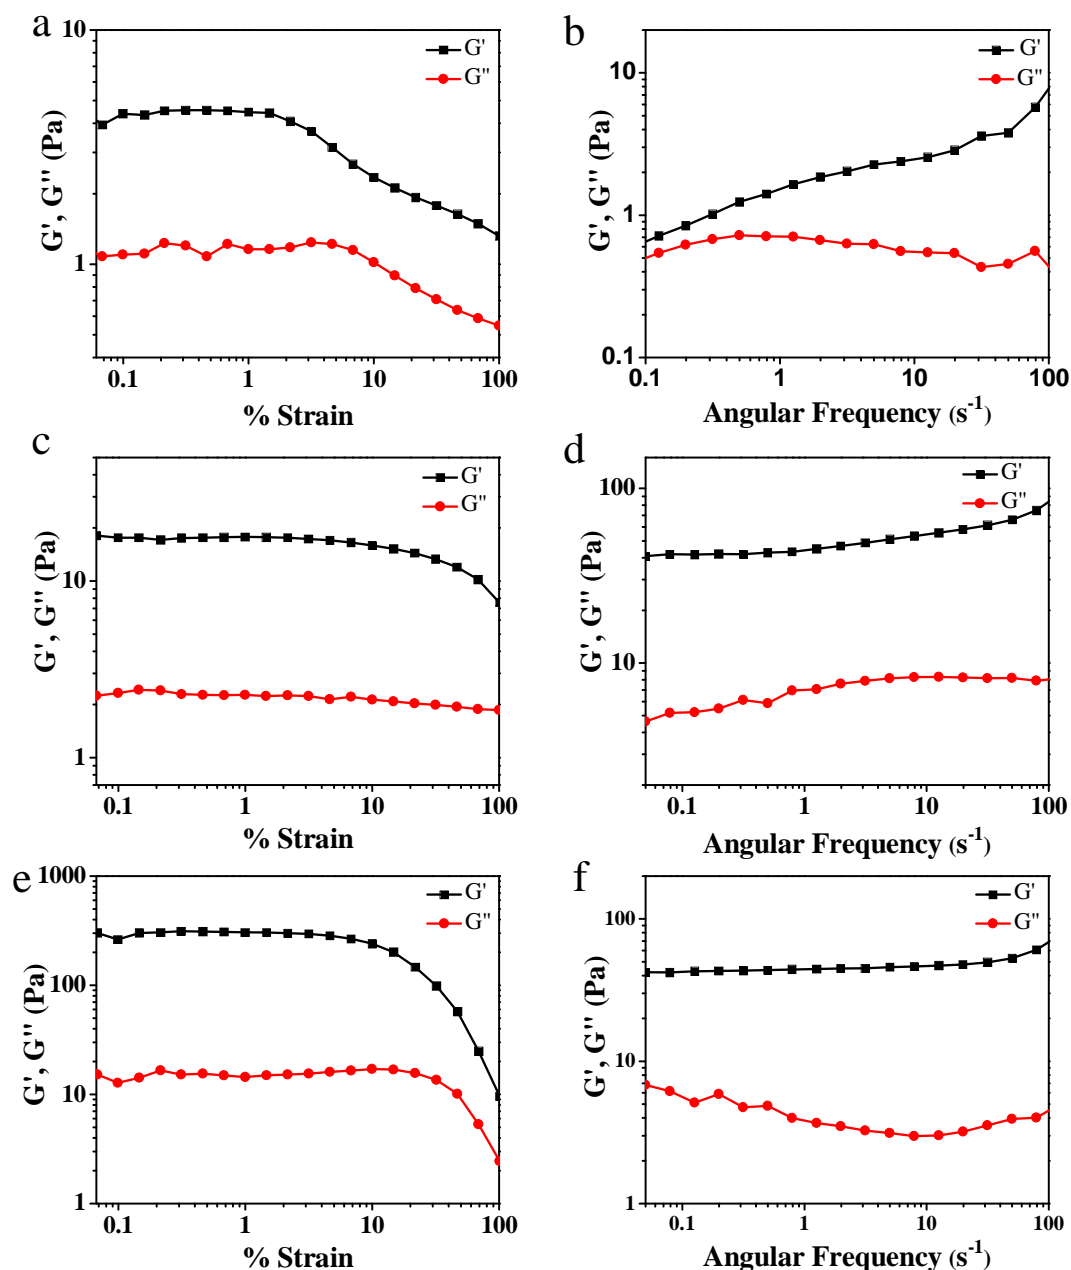 a
G', G'' (Pa)
10
1
G'
G''
0.1 1 10 100
% Strain
b
G', G'' (Pa)
10
1
0.1
G'
G''
0.1 1 10 100
Angular Frequency (s⁻¹)
c
G', G'' (Pa)
10
1
G'
G''
0.1 1 10 100
% Strain
d
G', G'' (Pa)
100
10
G'
G''
0.1 1 10 100
Angular Frequency (s⁻¹)
e
G', G'' (Pa)
1000
100
10
1
G'
G''
0.1 1 10 100
% Strain
f
G', G'' (Pa)
100
10
1
G'
G''
0.1 1 10 100
Angular Frequency (s⁻¹)